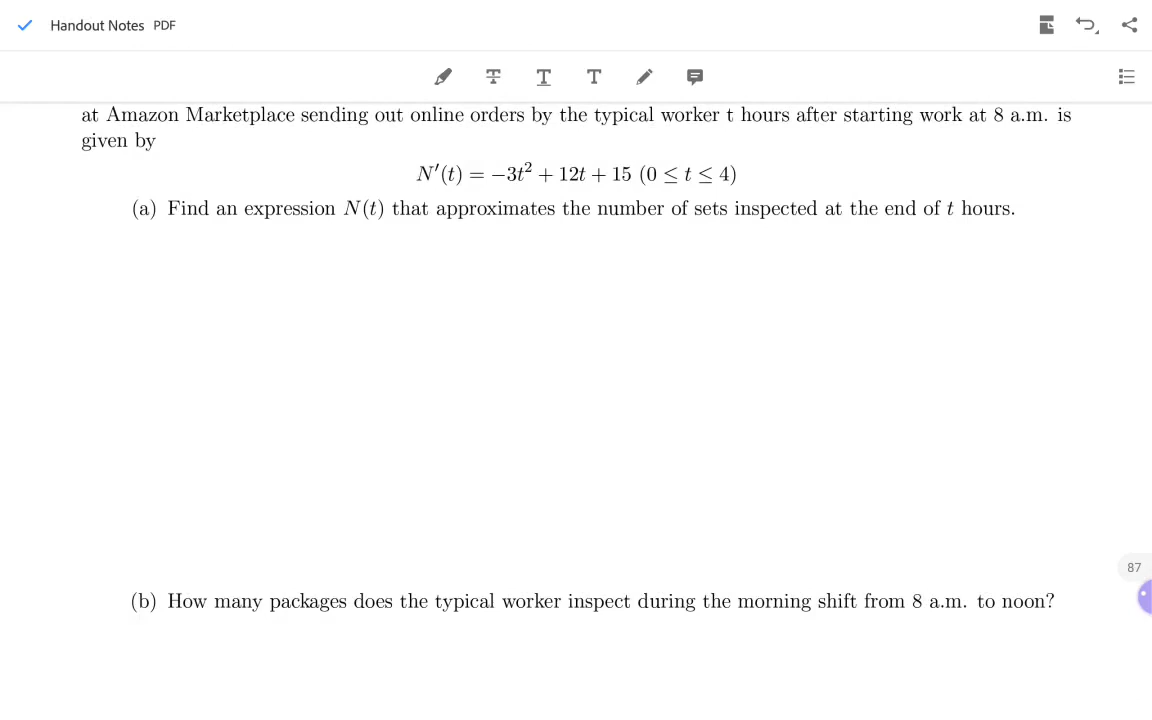 Handout Notes PDF
at Amazon Marketplace sending out online orders by the typical worker t hours after starting work at 8 a.m. is
given by
N′(t) = −3t² + 12t + 15 (0 ≤ t ≤ 4)
(a) Find an expression N(t) that approximates the number of sets inspected at the end of t hours.
87
(b) How many packages does the typical worker inspect during the morning shift from 8 a.m. to noon?